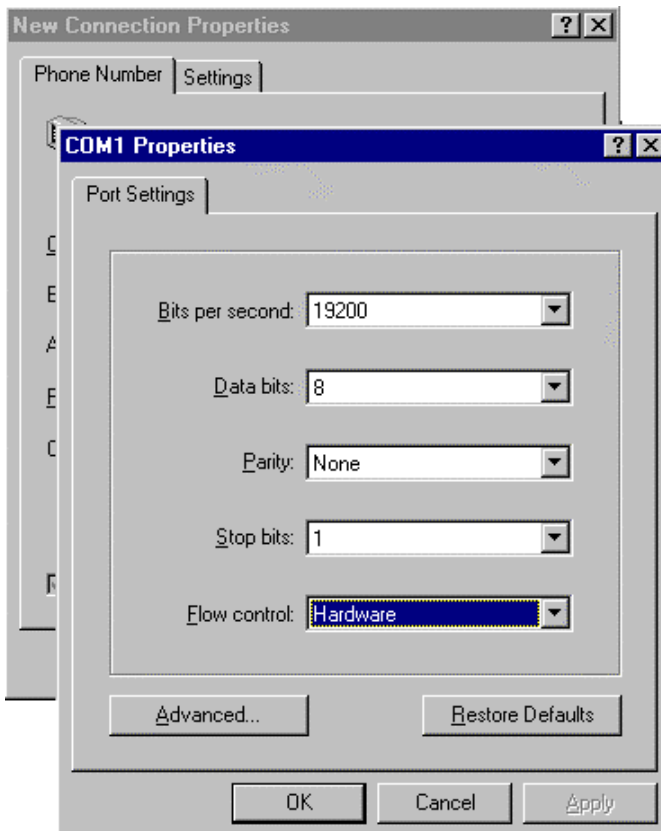 New Connection Properties
Phone Number Settings
COM1 Properties
Port Settings
Bits per second: 19200
Data bits: 8
Parity: None
Stop bits: 1
Flow control: Hardware
Advanced... Restore Defaults
OK Cancel Apply